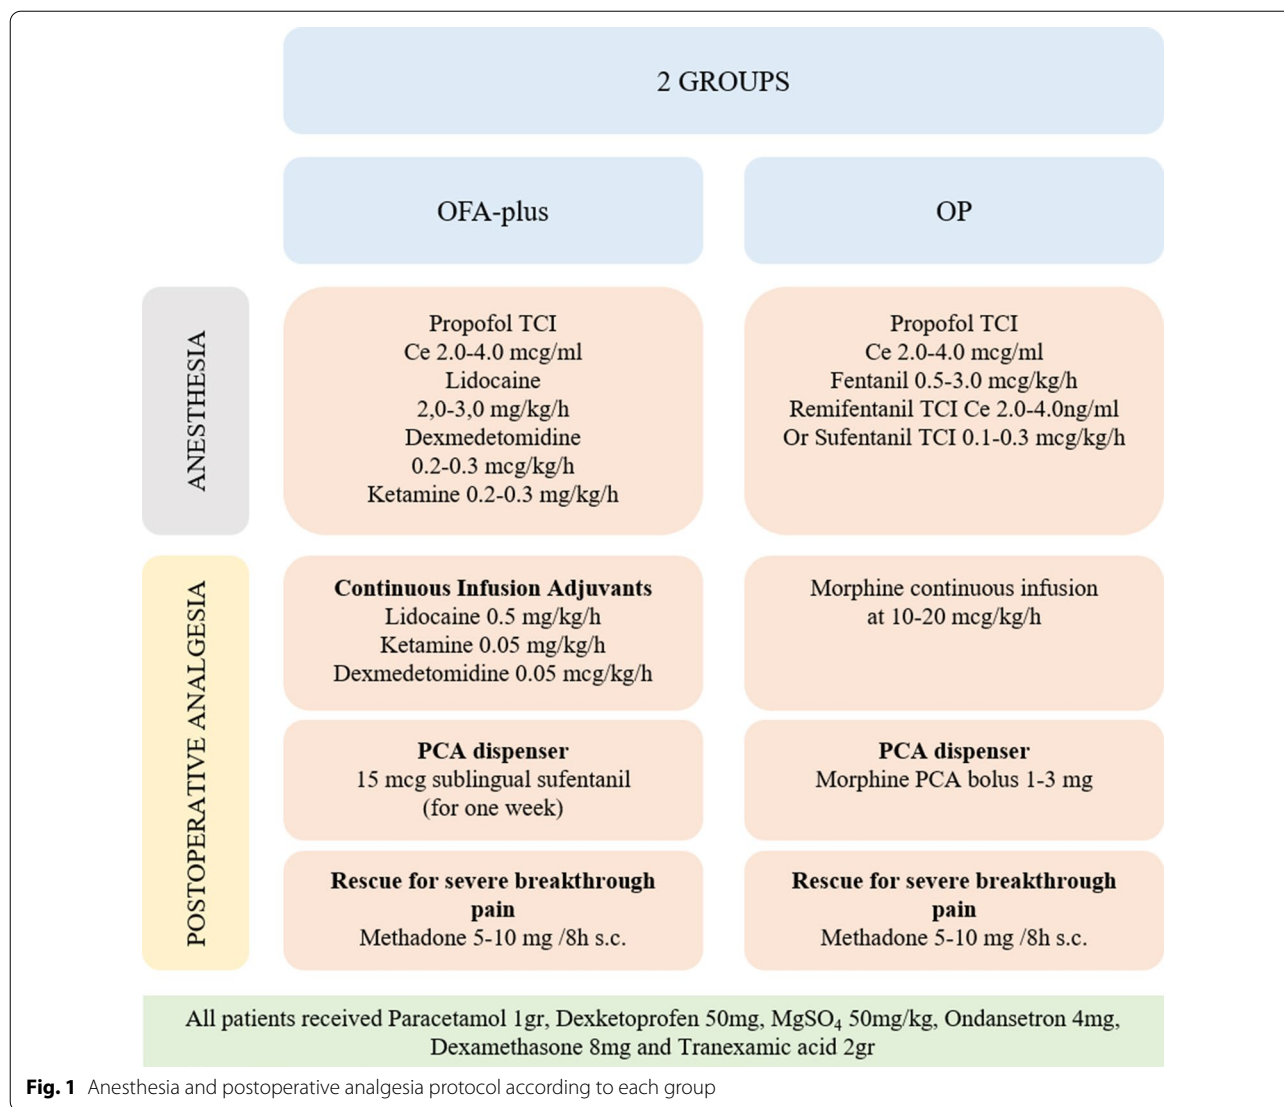 2 GROUPS
OFA-plus
OP
ANESTHESIA
Propofol TCI
Ce 2.0-4.0 mcg/ml
Lidocaine
2,0-3,0 mg/kg/h
Dexmedetomidine
0.2-0.3 mcg/kg/h
Ketamine 0.2-0.3 mg/kg/h
Propofol TCI
Ce 2.0-4.0 mcg/ml
Fentanil 0.5-3.0 mcg/kg/h
Remifentanil TCI Ce 2.0-4.0ng/ml
Or Sufentanil TCI 0.1-0.3 mcg/kg/h
POSTOPERATIVE ANALGESIA
Continuous Infusion Adjuvants
Lidocaine 0.5 mg/kg/h
Ketamine 0.05 mg/kg/h
Dexmedetomidine 0.05 mcg/kg/h
Morphine continuous infusion
at 10-20 mcg/kg/h
PCA dispenser
15 mcg sublingual sufentanil
(for one week)
PCA dispenser
Morphine PCA bolus 1-3 mg
Rescue for severe breakthrough
pain
Methadone 5-10 mg /8h s.c.
Rescue for severe breakthrough
pain
Methadone 5-10 mg /8h s.c.
All patients received Paracetamol 1gr, Dexketoprofen 50mg, MgSO₄ 50mg/kg, Ondansetron 4mg,
Dexamethasone 8mg and Tranexamic acid 2gr
Fig. 1 Anesthesia and postoperative analgesia protocol according to each group